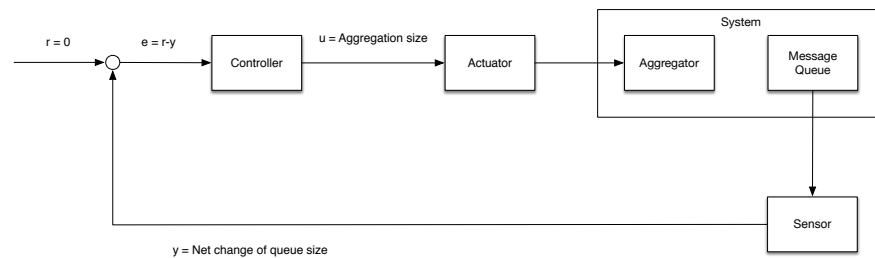 System
r = 0
e = r-y
u = Aggregation size
Controller
Actuator
Aggregator
Message
Queue
Sensor
y = Net change of queue size